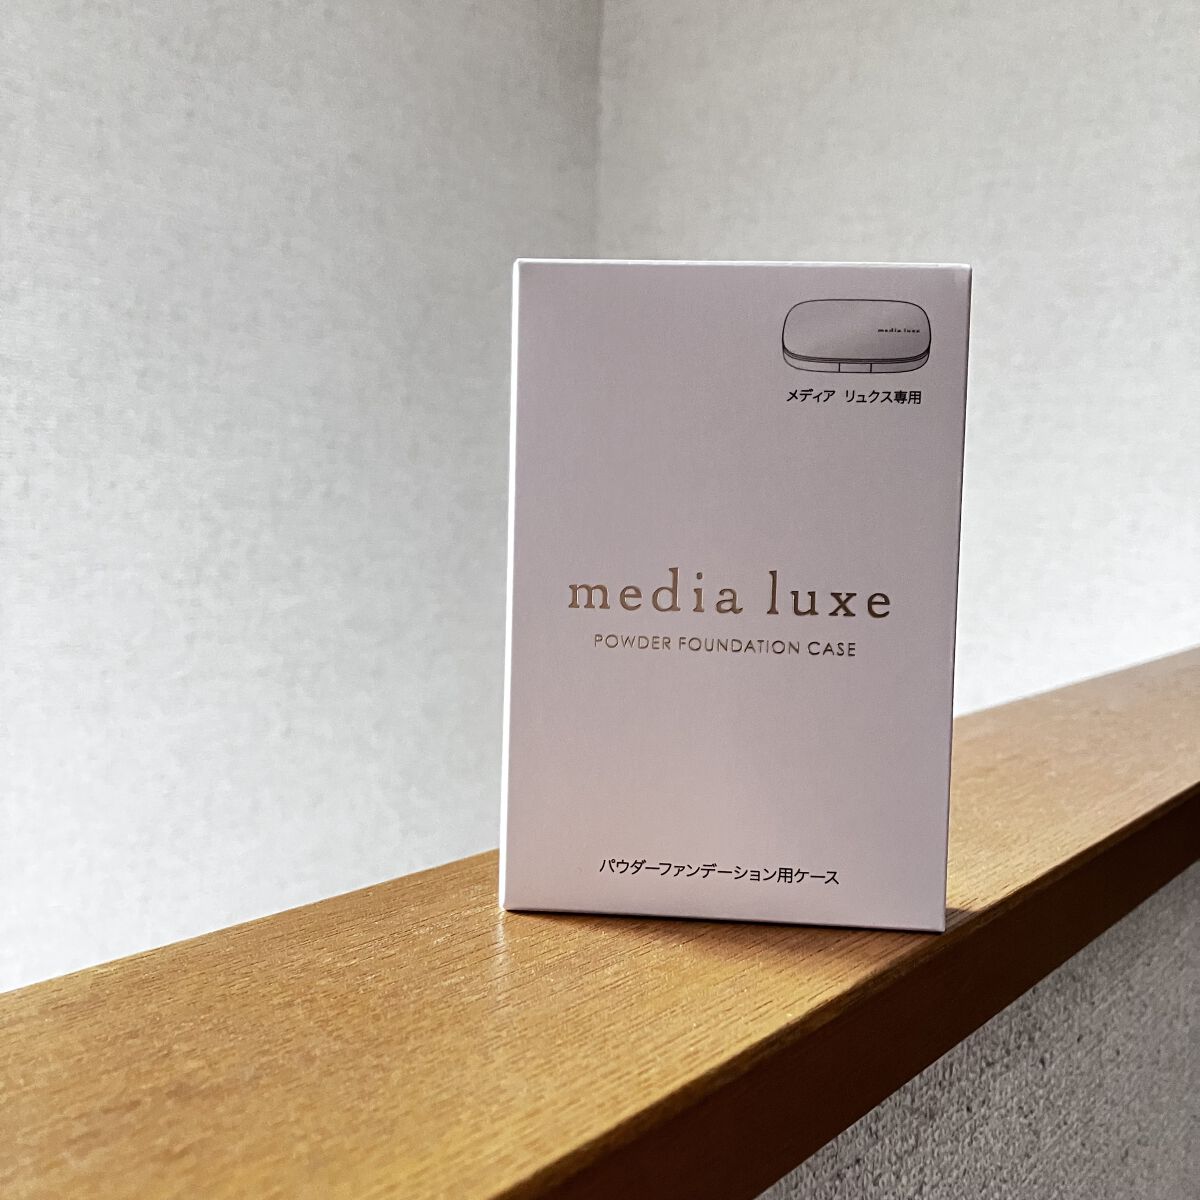 media luxe
メディア リュクス専用
media luxe
POWDER FOUNDATION CASE
パウダーファンデーション用ケース